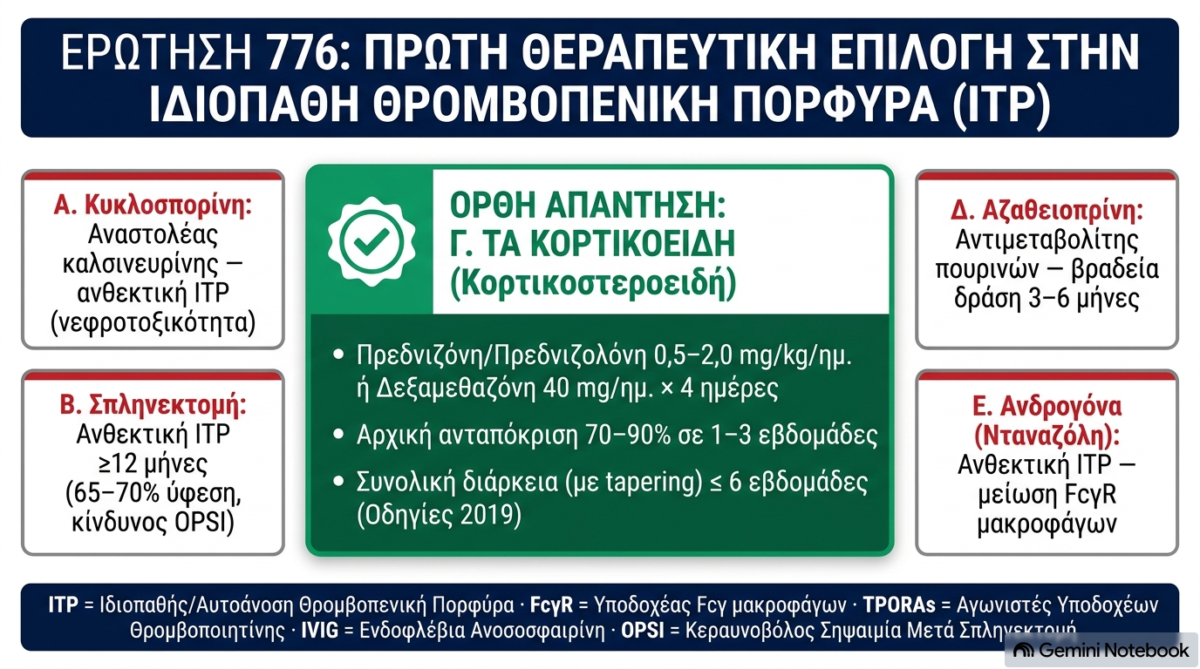 ΕΡΩΤΗΣΗ 776: ΠΡΩΤΗ ΘΕΡΑΠΕΥΤΙΚΗ ΕΠΙΛΟΓΗ ΣΤΗΝ
ΙΔΙΟΠΑΘΗ ΘΡΟΜΒΟΠΕΝΙΚΗ ΠΟΡΦΥΡΑ (ITP)
Α. Κυκλοσπορίνη:
Αναστολέας
καλσινευρίνης —
ανθεκτική ITP
(νεφροτοξικότητα)
Β. Σπληνεκτομή:
Ανθεκτική ITP
≥12 μήνες
(65–70% ύφεση,
κίνδυνος OPSI)
ΟΡΘΗ ΑΠΑΝΤΗΣΗ:
Γ. ΤΑ ΚΟΡΤΙΚΟΕΙΔΗ
(Κορτικοστεροειδή)
• Πρεδνιζόνη/Πρεδνιζολόνη 0,5–2,0 mg/kg/ημ.
ή Δεξαμεθαζόνη 40 mg/ημ. × 4 ημέρες
• Αρχική ανταπόκριση 70–90% σε 1–3 εβδομάδες
• Συνολική διάρκεια (με tapering) ≤ 6 εβδομάδες
(Οδηγίες 2019)
Δ. Αζαθειοπρίνη:
Αντιμεταβολίτης
πουρινών — βραδεία
δράση 3–6 μήνες
Ε. Ανδρογόνα
(Νταναζόλη):
Ανθεκτική ITP —
μείωση FcγR
μακροφάγων
ITP = Ιδιοπαθής/Αυτοάνοση Θρομβοπενική Πορφύρα · FcγR = Υποδοχέας Fcγ μακροφάγων · TPORAs = Αγωνιστές Υποδοχέων
Θρομβοποιητίνης · IVIG = Ενδοφλέβια Ανοσοσφαιρίνη · OPSI = Κεραυνοβόλος Σηψαιμία Μετά Σπληνεκτομή
Gemini Notebook